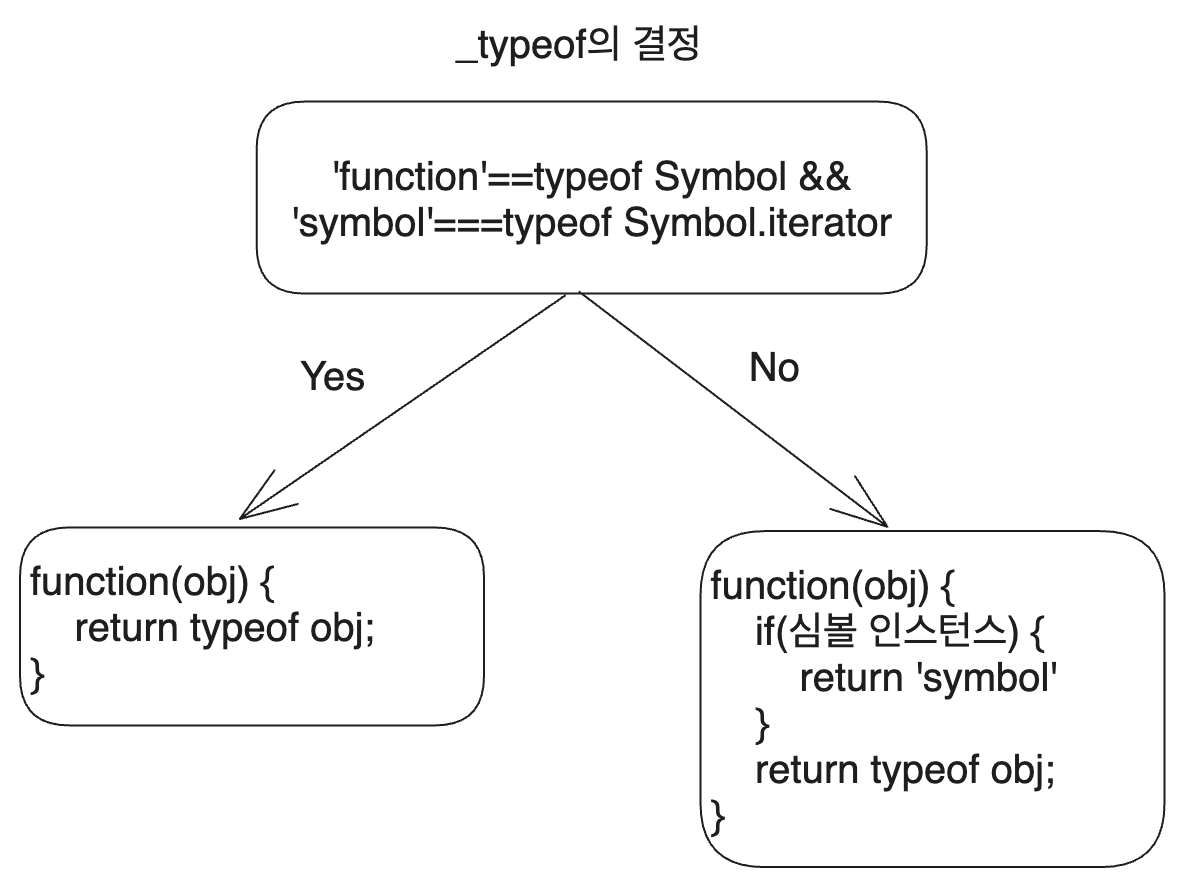 _typeof의 결정
'function'==typeof Symbol &&
'symbol'===typeof Symbol.iterator
Yes
No
function(obj) {
return typeof obj;
}
function(obj) {
if(심볼 인스턴스) {
return 'symbol'
}
return typeof obj;
}